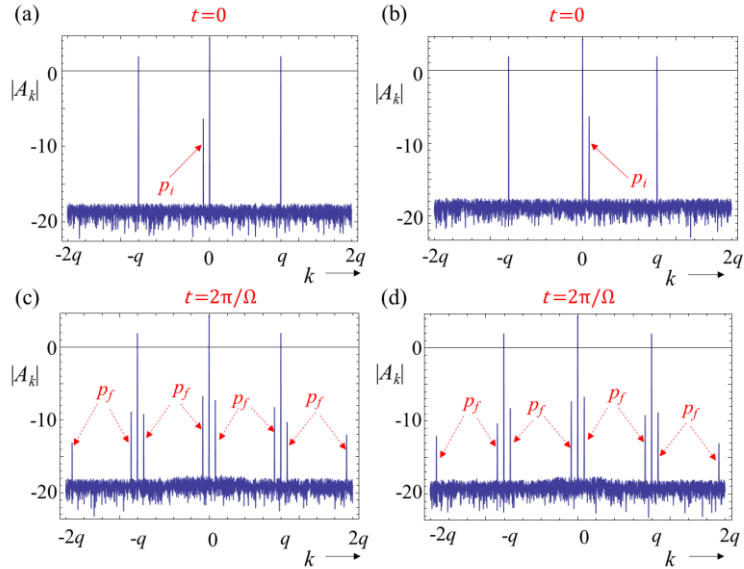 (a) t=0
(b) t=0
|A_k|
0
-10
-20
p_i
-2q -q 0 q 2q
k
|A_k|
0
-10
-20
p_i
-2q -q 0 q 2q
k
(c) t=2π/Ω
(d) t=2π/Ω
|A_k|
0
-10
-20
p_f p_f p_f p_f
-2q -q 0 q 2q
k
|A_k|
0
-10
-20
p_f p_f p_f p_f
-2q -q 0 q 2q
k